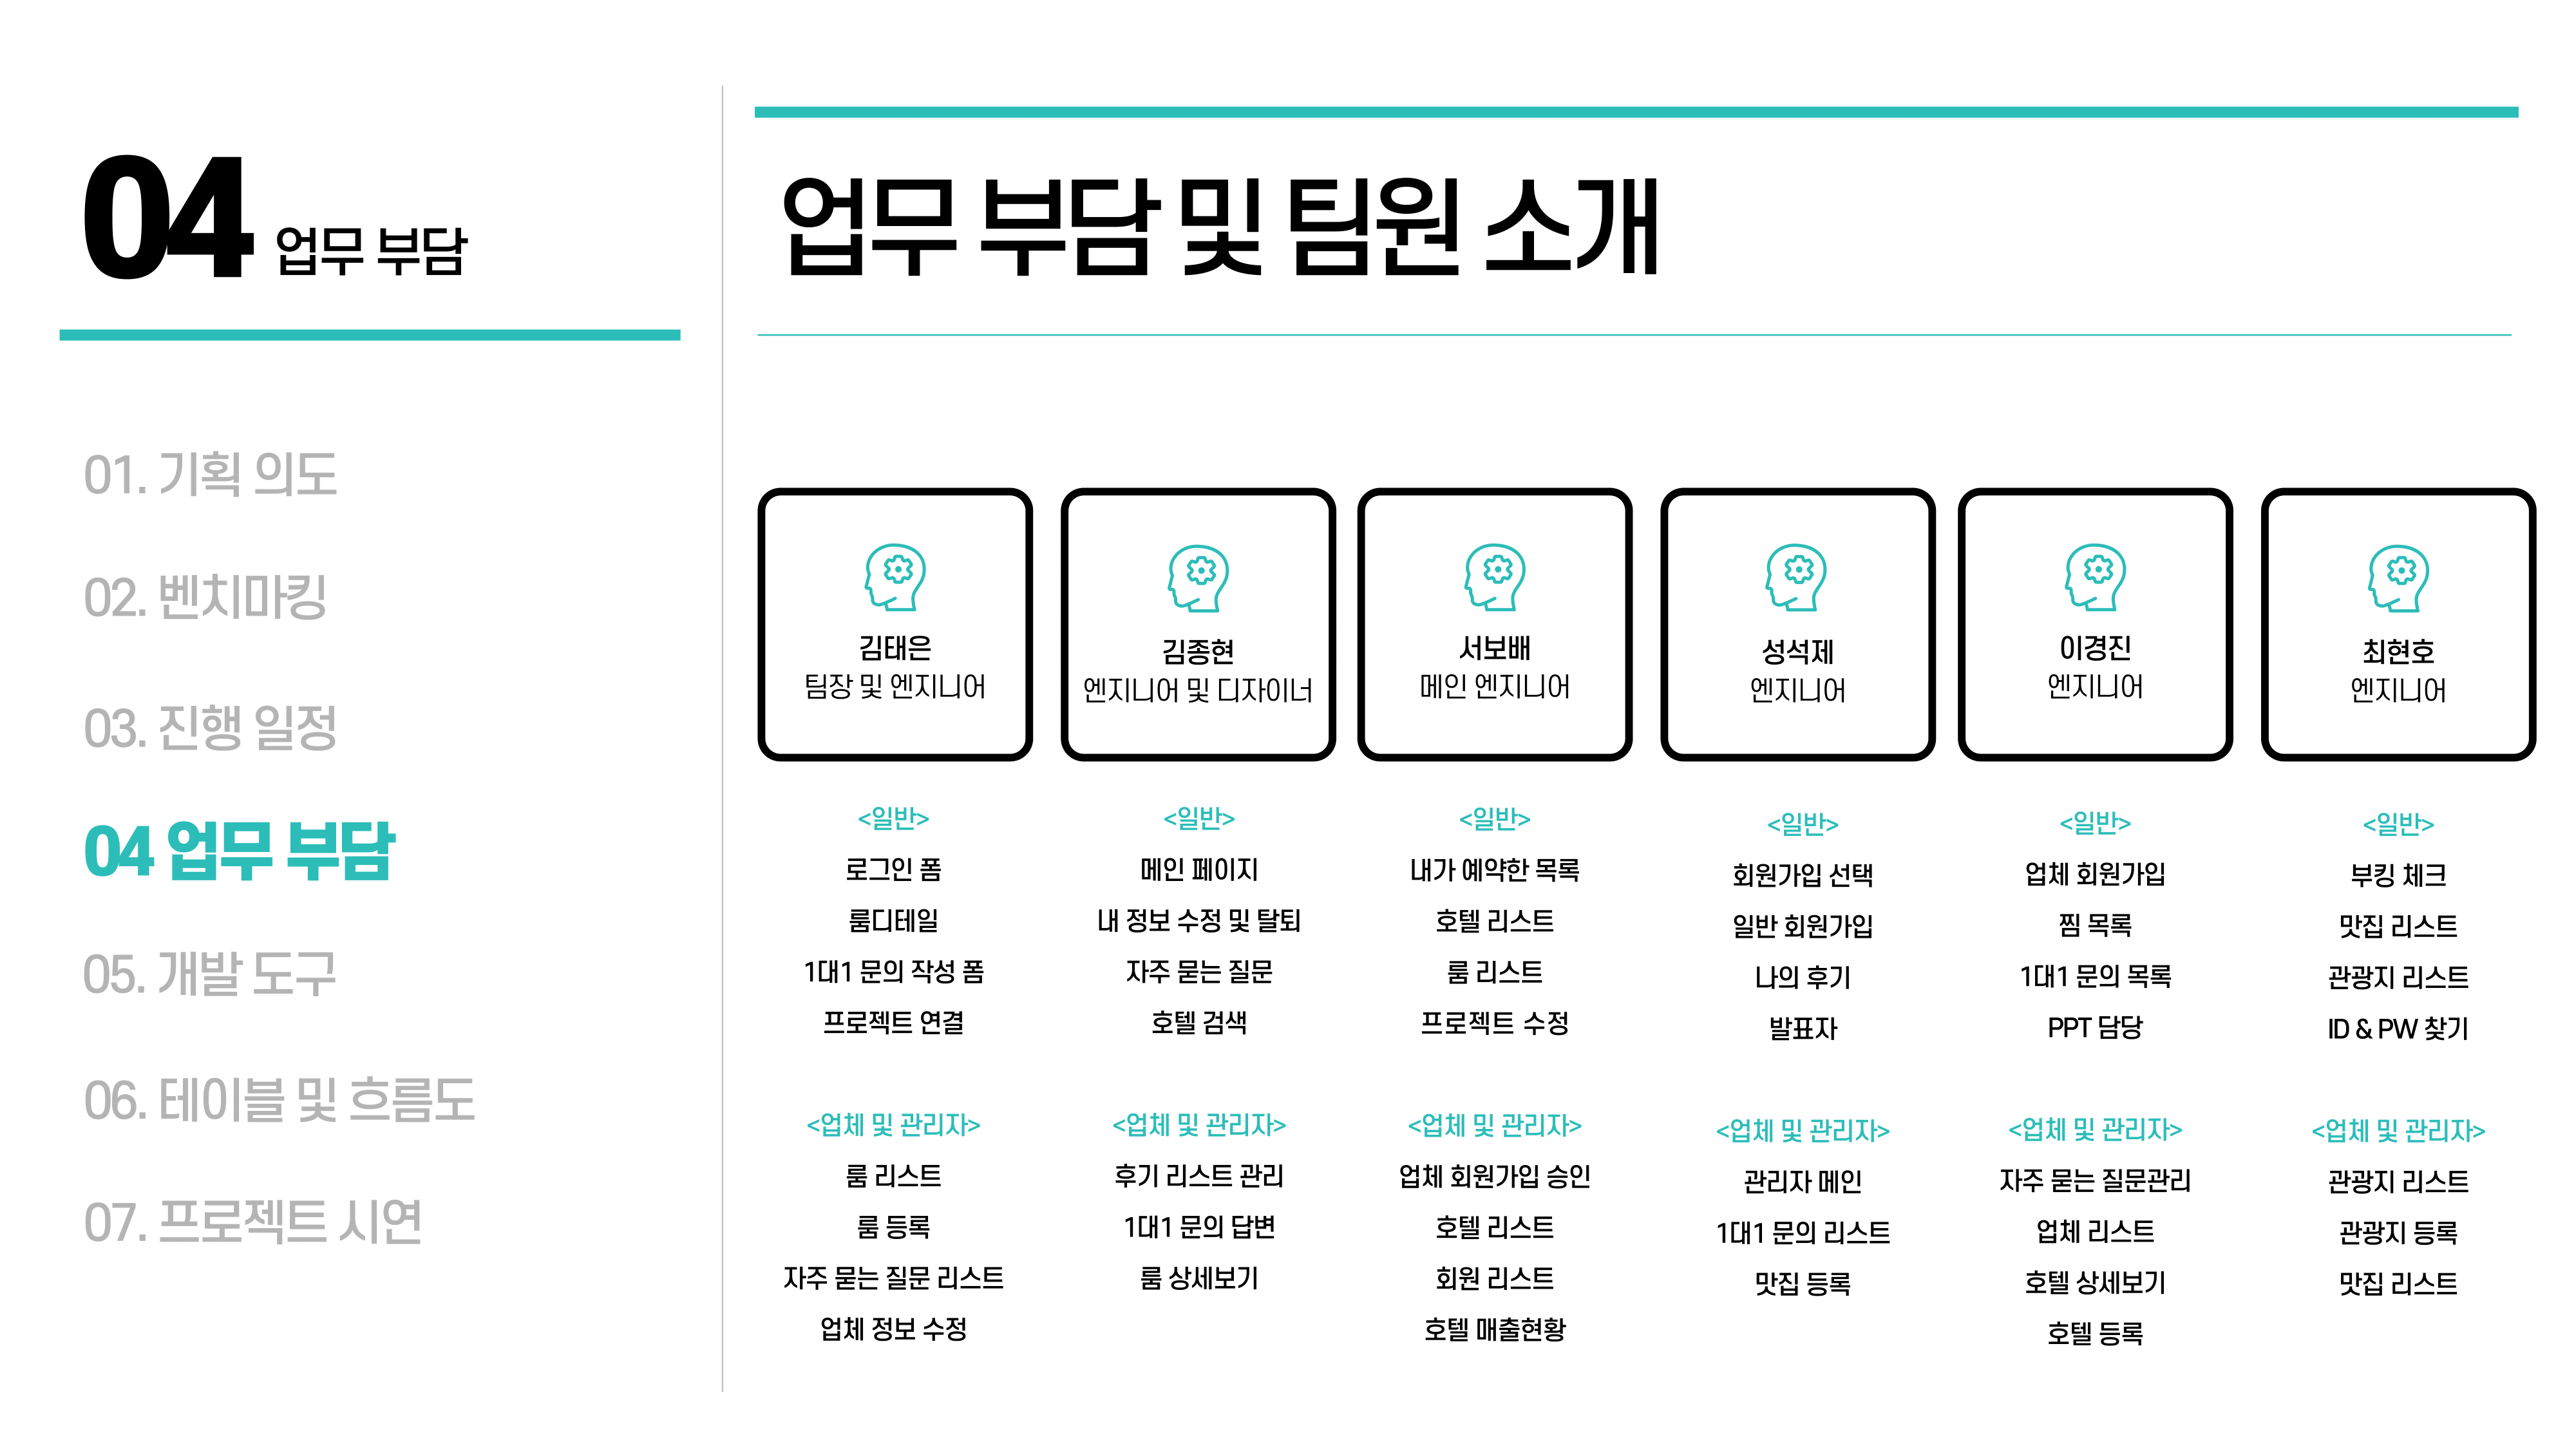 04 업무 부담
01. 기획 의도
02. 벤치마킹
03. 진행 일정
04 업무 부담
05. 개발 도구
06. 테이블 및 흐름도
07. 프로젝트 시연
업무 부담 및 팀원 소개
김태은
팀장 및 엔지니어
<일반>
로그인 폼
룸디테일
1대1 문의 작성 폼
프로젝트 연결
<업체 및 관리자>
룸 리스트
룸 등록
자주 묻는 질문 리스트
업체 정보 수정
김종현
엔지니어 및 디자이너
<일반>
메인 페이지
내 정보 수정 및 탈퇴
자주 묻는 질문
호텔 검색
<업체 및 관리자>
후기 리스트 관리
1대1 문의 답변
룸 상세보기
서보배
메인 엔지니어
<일반>
내가 예약한 목록
호텔 리스트
룸 리스트
프로젝트 수정
<업체 및 관리자>
업체 회원가입 승인
호텔 리스트
회원 리스트
호텔 매출현황
성석제
엔지니어
<일반>
회원가입 선택
일반 회원가입
나의 후기
발표자
<업체 및 관리자>
관리자 메인
1대1 문의 리스트
맛집 등록
이경진
엔지니어
<일반>
업체 회원가입
찜 목록
1대1 문의 목록
PPT 담당
<업체 및 관리자>
자주 묻는 질문관리
업체 리스트
호텔 상세보기
호텔 등록
최현호
엔지니어
<일반>
부킹 체크
맛집 리스트
관광지 리스트
ID & PW 찾기
<업체 및 관리자>
관광지 리스트
관광지 등록
맛집 리스트